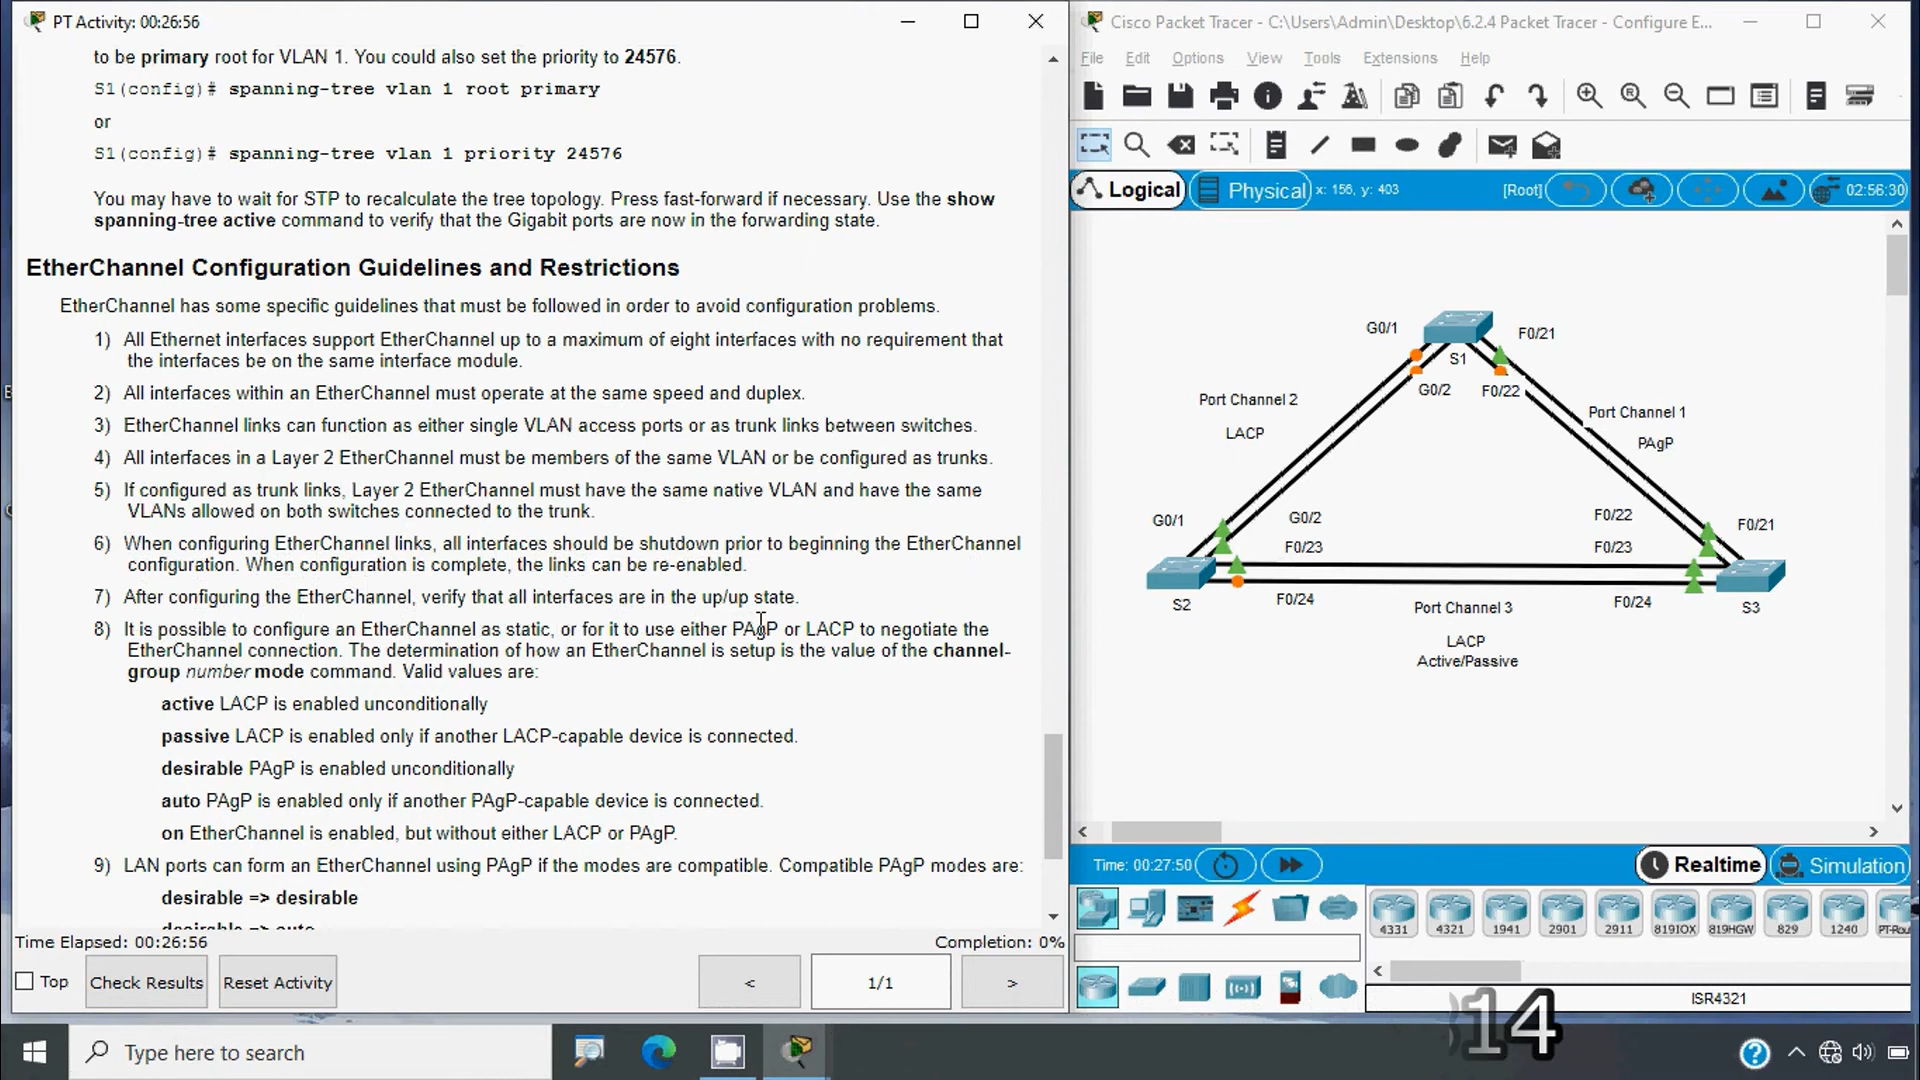 PT Activity: 00:26:56
to be primary root for VLAN 1. You could also set the priority to 24576.
S1(config)# spanning-tree vlan 1 root primary
or
S1(config)# spanning-tree vlan 1 priority 24576
You may have to wait for STP to recalculate the tree topology. Press fast-forward if necessary. Use the show
spanning-tree active command to verify that the Gigabit ports are now in the forwarding state.
EtherChannel Configuration Guidelines and Restrictions
EtherChannel has some specific guidelines that must be followed in order to avoid configuration problems.
1) All Ethernet interfaces support EtherChannel up to a maximum of eight interfaces with no requirement that
the interfaces be on the same interface module.
2) All interfaces within an EtherChannel must operate at the same speed and duplex.
3) EtherChannel links can function as either single VLAN access ports or as trunk links between switches.
4) All interfaces in a Layer 2 EtherChannel must be members of the same VLAN or be configured as trunks.
5) If configured as trunk links, Layer 2 EtherChannel must have the same native VLAN and have the same
VLANs allowed on both switches connected to the trunk.
6) When configuring EtherChannel links, all interfaces should be shutdown prior to beginning the EtherChannel
configuration. When configuration is complete, the links can be re-enabled.
7) After configuring the EtherChannel, verify that all interfaces are in the up/up state.
8) It is possible to configure an EtherChannel as static, or for it to use either PAgP or LACP to negotiate the
EtherChannel connection. The determination of how an EtherChannel is setup is the value of the channel-
group number mode command. Valid values are:
active LACP is enabled unconditionally
passive LACP is enabled only if another LACP-capable device is connected.
desirable PAgP is enabled unconditionally
auto PAgP is enabled only if another PAgP-capable device is connected.
on EtherChannel is enabled, but without either LACP or PAgP.
9) LAN ports can form an EtherChannel using PAgP if the modes are compatible. Compatible PAgP modes are:
desirable => desirable
desirable => auto
Time Elapsed: 00:26:56
Completion: 0%
Top
Check Results
Reset Activity
<
1/1
>
Cisco Packet Tracer - C:\Users\Admin\Desktop\6.2.4 Packet Tracer - Configure E...
File Edit Options View Tools Extensions Help
Logical
Physical
x: 156, y: 403
[Root]
02:56:30
G0/1
F0/21
S1
G0/2
F0/22
Port Channel 2
LACP
Port Channel 1
PAgP
G0/1
G0/2
F0/22
F0/21
F0/23
F0/23
S2
F0/24
F0/24
S3
Port Channel 3
LACP
Active/Passive
Time: 00:27:50
Realtime
Simulation
4331 4321 1941 2901 2911 819IOX 819HGW 829 1240 PT-Rou
ISR4321
14
Type here to search